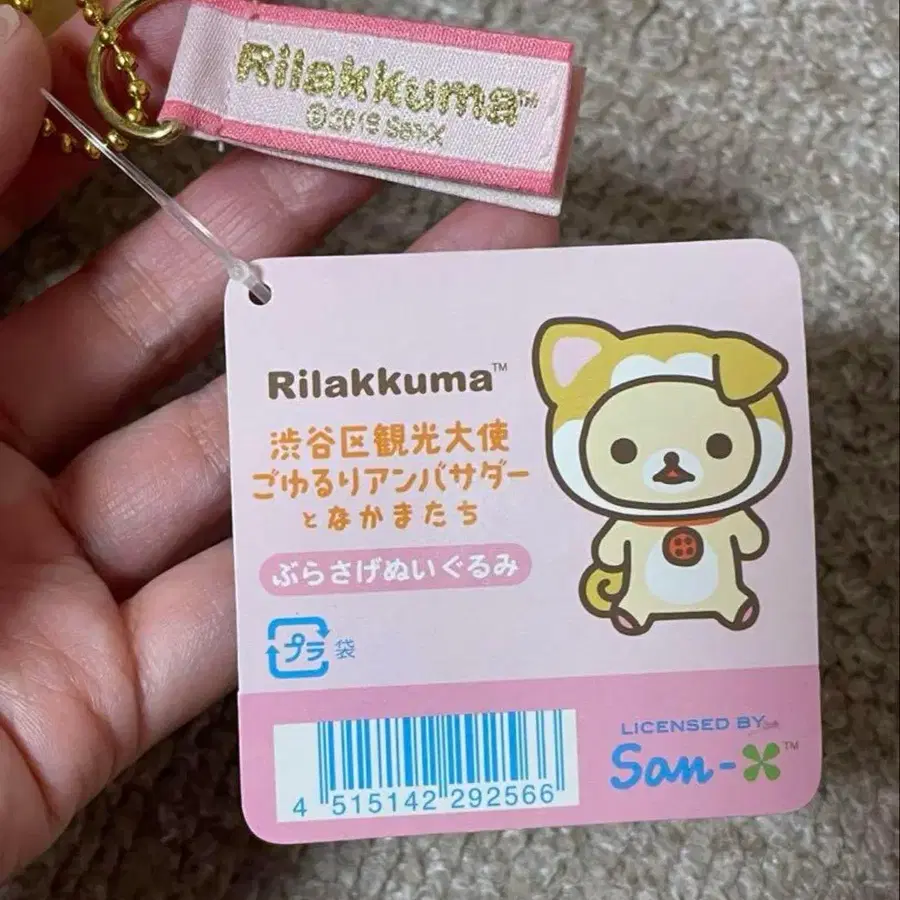 Rilakkuma™
©2019 San-X
Rilakkuma™
渋谷区観光大使
ごゆるりアンバサダー
となかまたち
ぶらさげぬいぐるみ
プラ 袋
4 515142 292566
LICENSED BY
San-X™